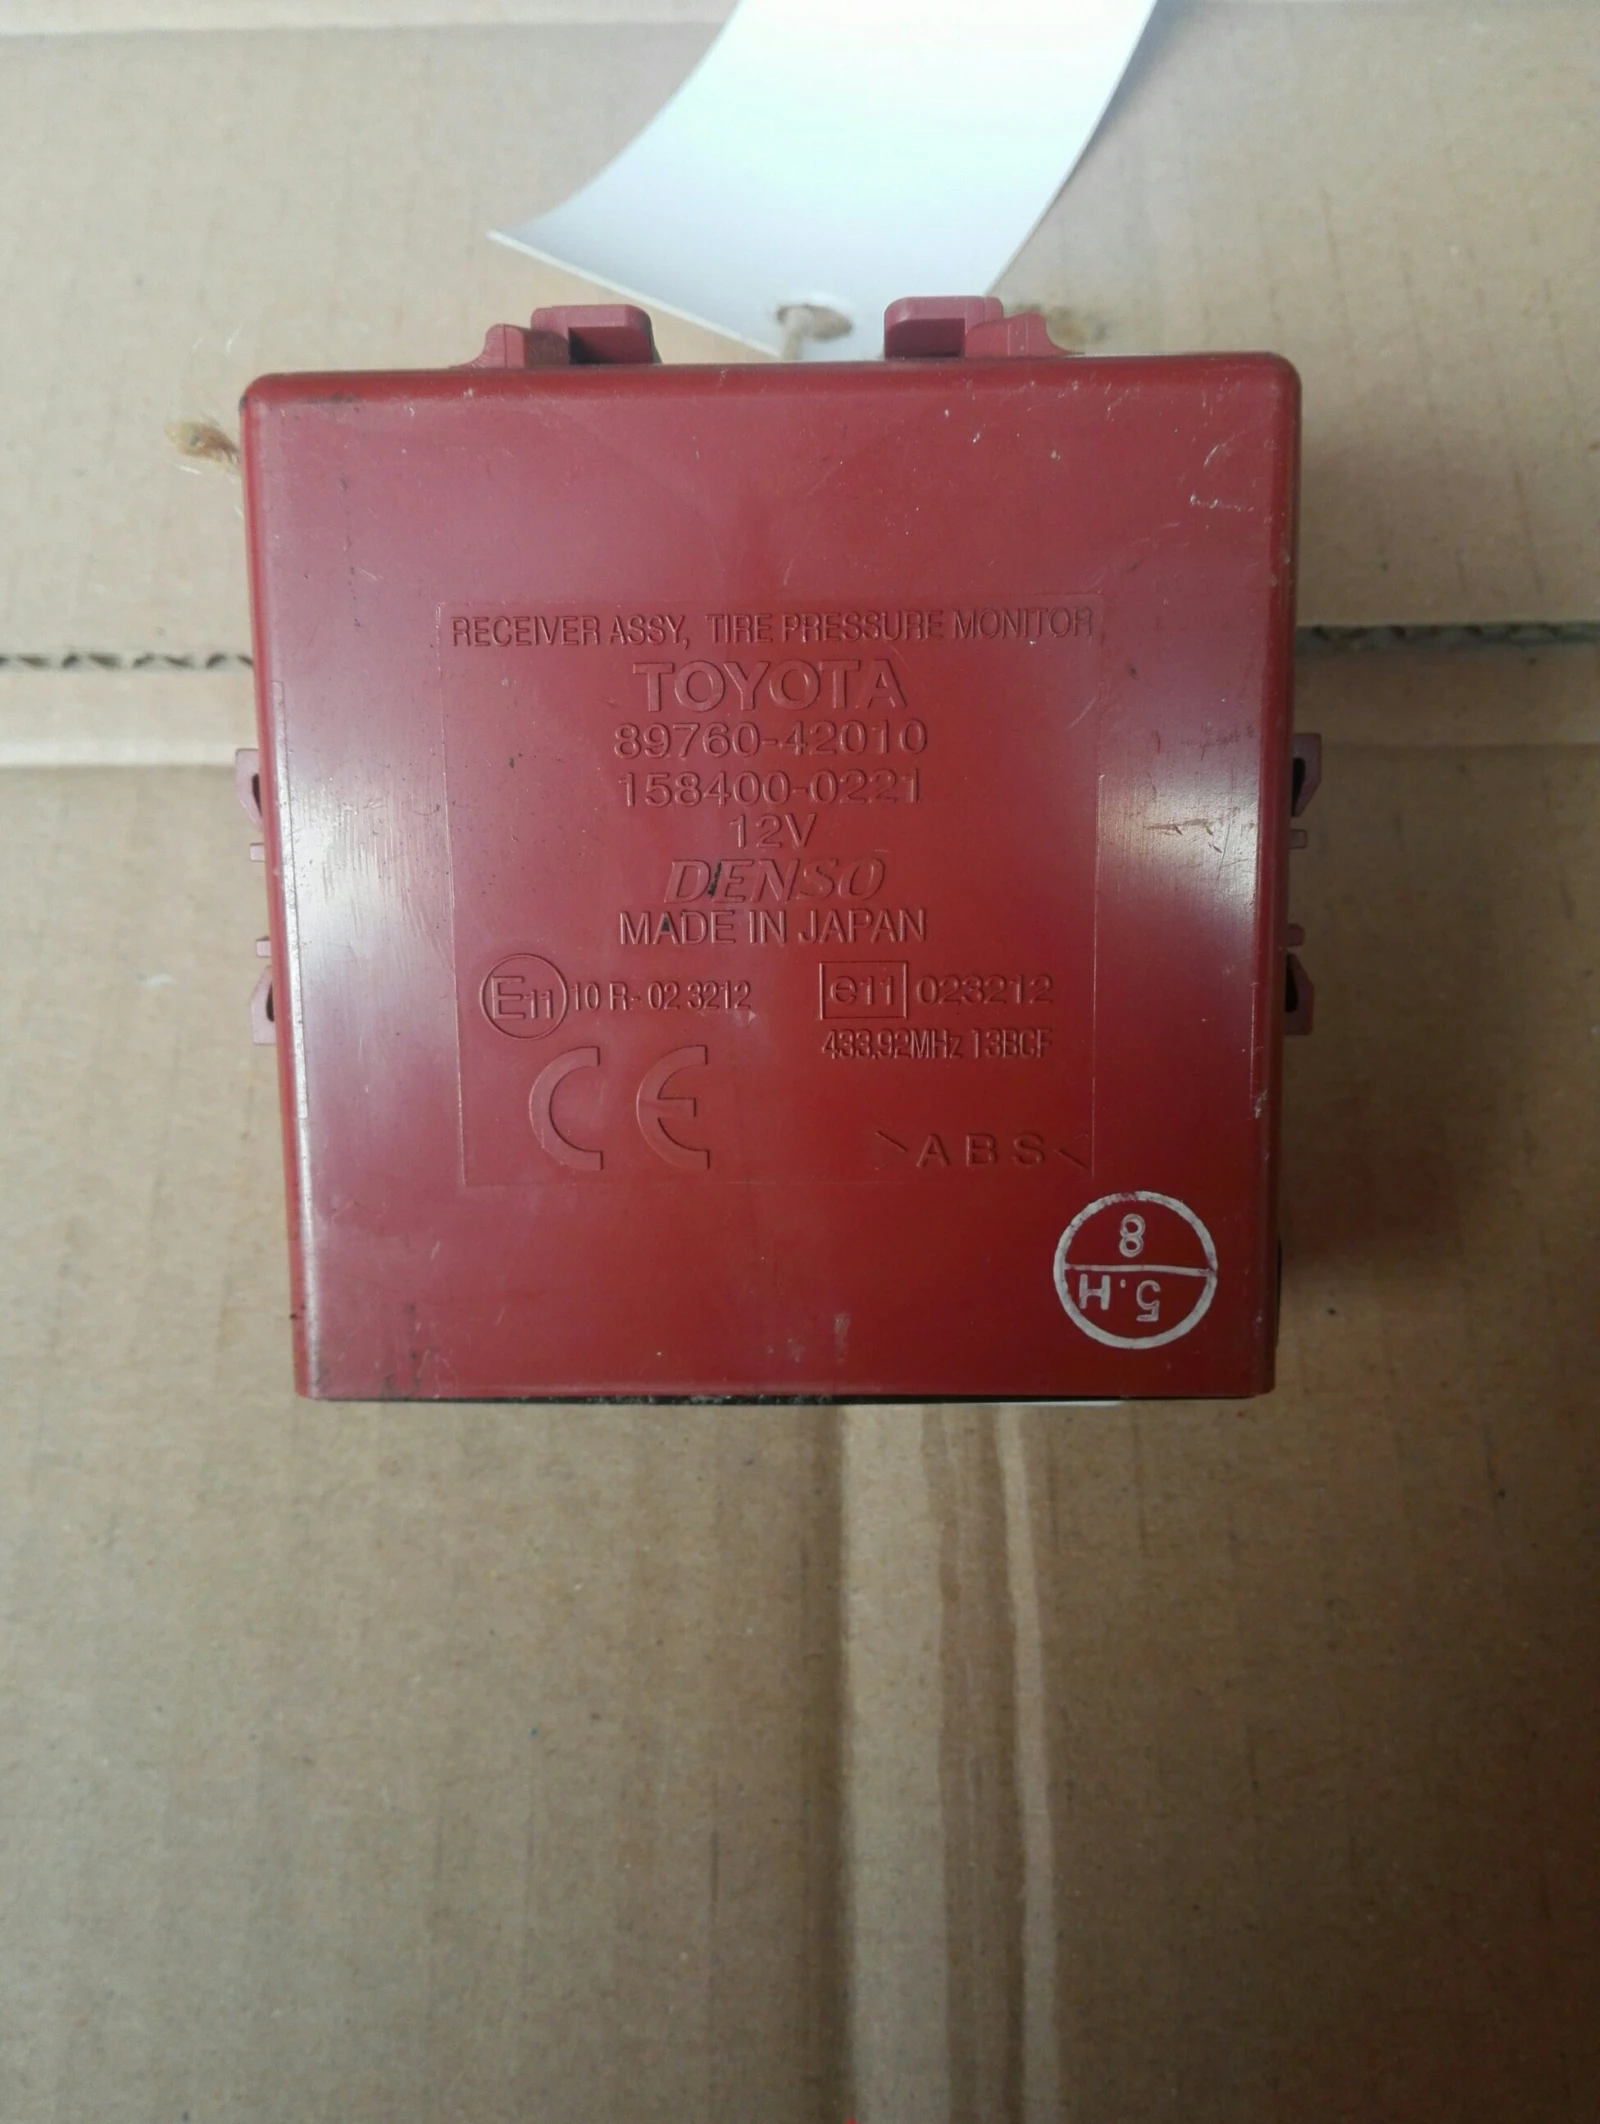 RECEIVER ASSY, TIRE PRESSURE MONITOR
TOYOTA
89760-42010
158400-0221
12V
DENSO
MADE IN JAPAN
E11 10 R- 02 3212
e11 023212
433.92MHz 13BCF
CE
>ABS<
8
5.H